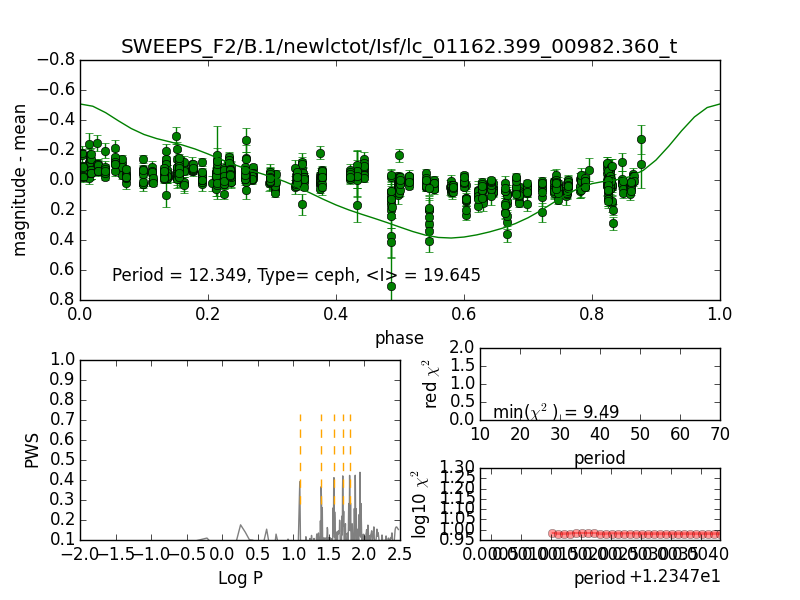 SWEEPS_F2/B.1/newlctot/Isf/lc_01162.399_00982.360_t
magnitude - mean
−0.8
−0.6
−0.4
−0.2
0.0
0.2
0.4
0.6
0.8
Period = 12.349, Type= ceph, <I> = 19.645
0.0 0.2 0.4 0.6 0.8 1.0
phase
PWS
1.0
0.9
0.8
0.7
0.6
0.5
0.4
0.3
0.2
0.1
−2.0 −1.5 −1.0 −0.5 0.0 0.5 1.0 1.5 2.0 2.5
Log P
red χ²
2.0
1.5
1.0
0.5
0.0
min(χ² ) = 9.49
10 20 30 40 50 60 70
period
log10 χ²
1.30
1.25
1.20
1.15
1.10
1.05
1.00
0.95
period
+1.2347e1